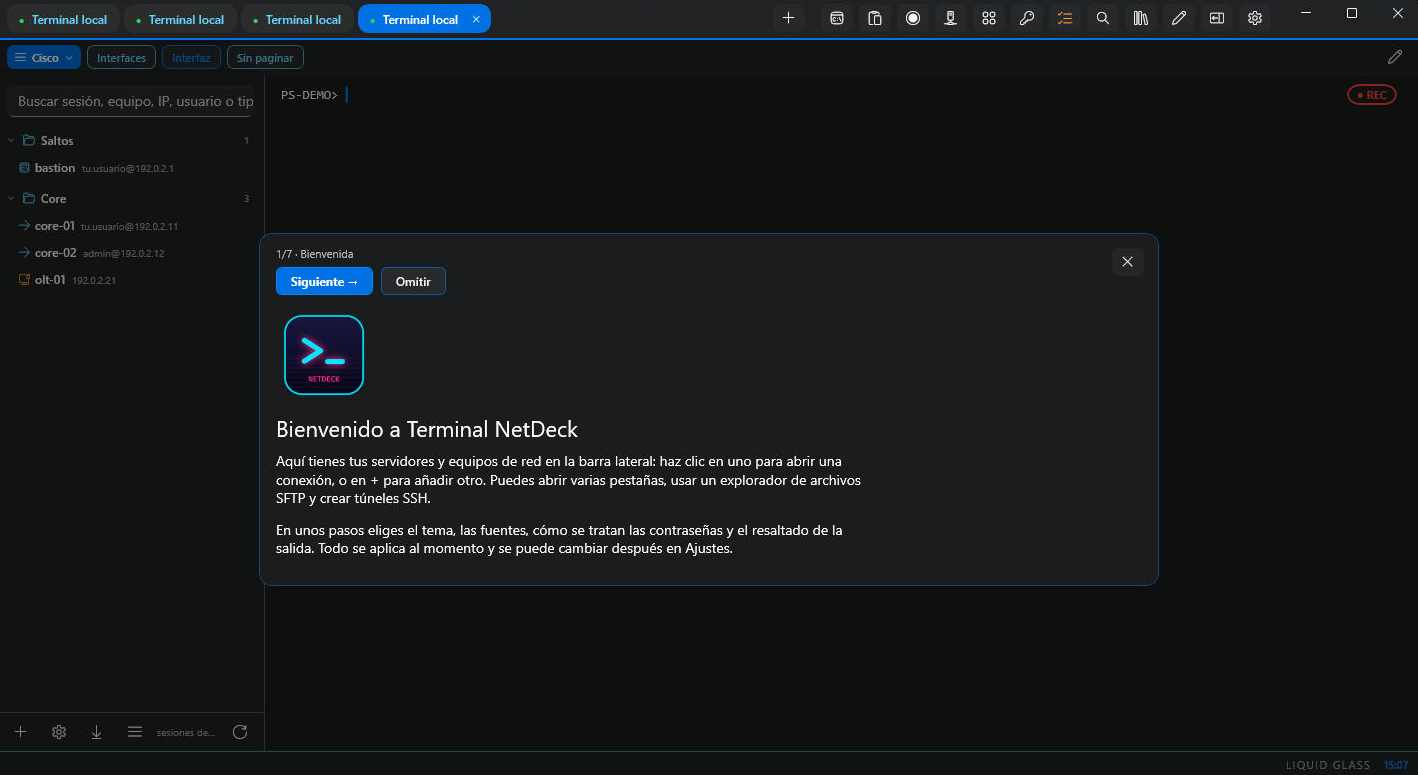 Terminal local
Terminal local
Terminal local
Terminal local
Cisco
Interfaces
Interfaz
Sin paginar
Buscar sesión, equipo, IP, usuario o tip
PS-DEMO>
REC
Saltos 1
bastion tu.usuario@192.0.2.1
Core 3
core-01 tu.usuario@192.0.2.11
core-02 admin@192.0.2.12
olt-01 192.0.2.21
1/7 · Bienvenida
Siguiente →
Omitir
>_
NETDECK
Bienvenido a Terminal NetDeck
Aquí tienes tus servidores y equipos de red en la barra lateral: haz clic en uno para abrir una
conexión, o en + para añadir otro. Puedes abrir varias pestañas, usar un explorador de archivos
SFTP y crear túneles SSH.
En unos pasos eliges el tema, las fuentes, cómo se tratan las contraseñas y el resaltado de la
salida. Todo se aplica al momento y se puede cambiar después en Ajustes.
sesiones de...
LIQUID GLASS 15:07